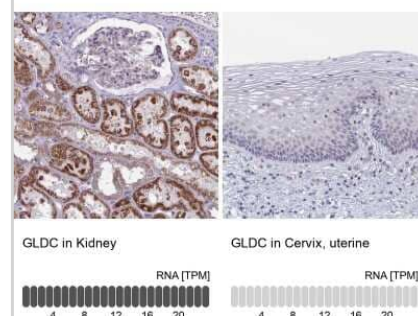 GLDC in Kidney
GLDC in Cervix, uterine
RNA [TPM]
RNA [TPM]
4 8 12 16 20
4 8 12 16 20